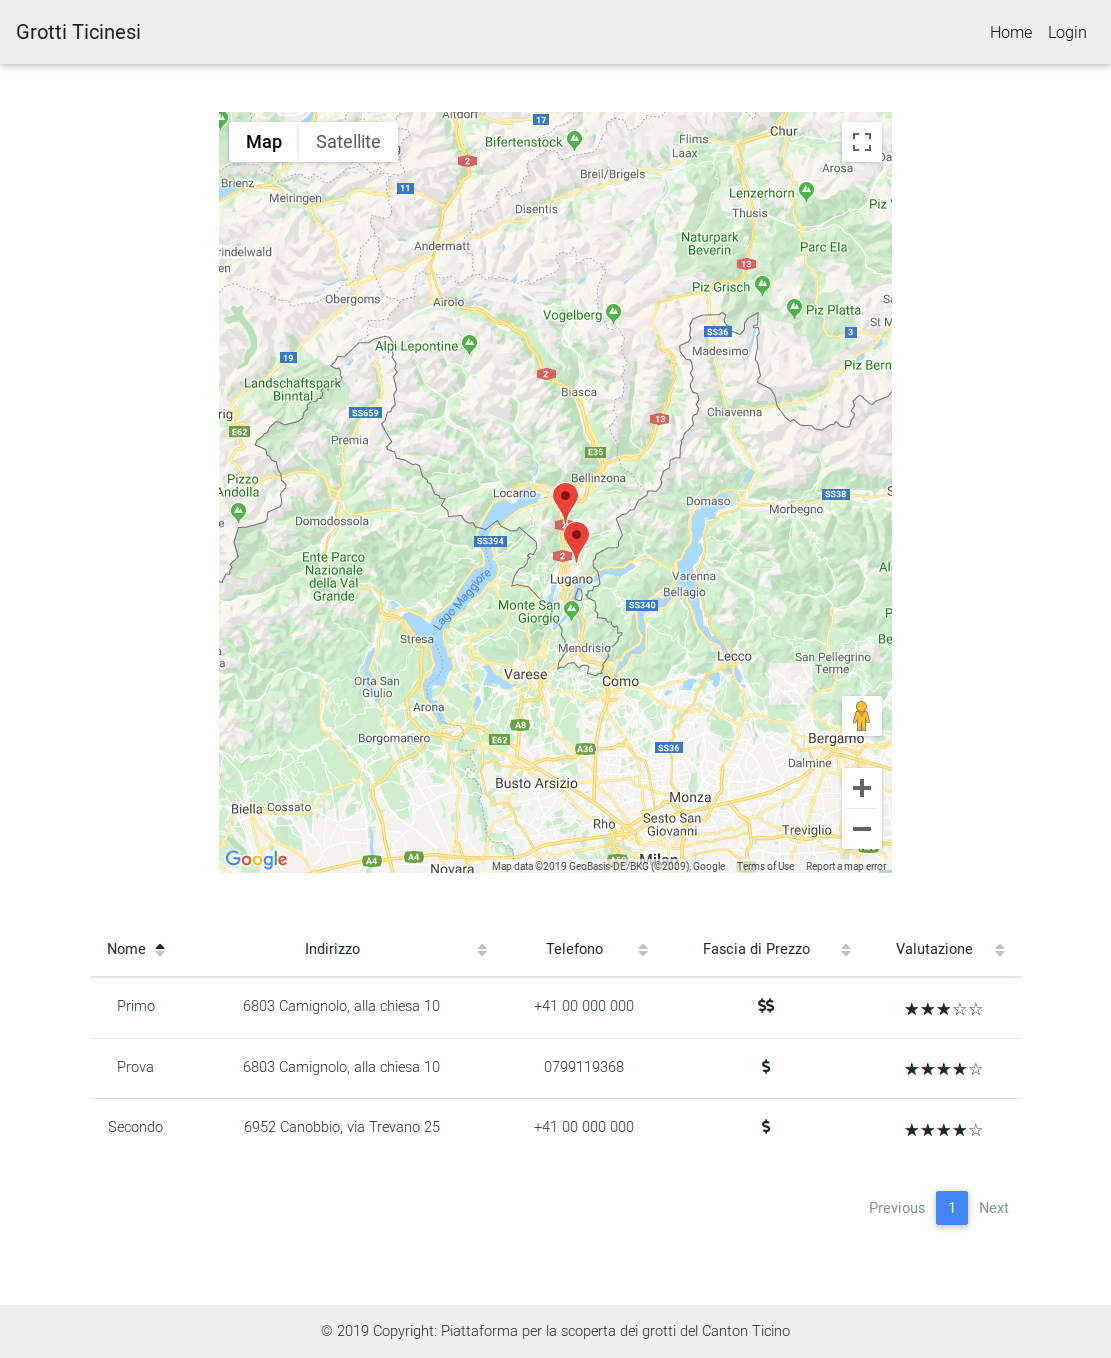 Grotti Ticinesi
Home Login
Map Satellite
Altdorf
17
Bifertenstock
Flims
Chur
Laax
2
Arosa
Brienz
11
Breil/Brigels
Lenzerhorn
Meiringen
Disentis
Thusis
Piz
Andermatt
Naturpark
Beverin
Parc Ela
rindelwald
en
13
Piz Grisch
Obergoms
Airolo
Vogelberg
Piz Platta
St M
SS36
3
Alpi Lepontine
Madesimo
19
Piz Bern
2
Landschaftspark
Binntal
Biasca
SS659
13
Chiavenna
rig
E62
Premia
E35
Bellinzona
Pizzo
Andolla
Locarno
Domaso
SS38
Morbegno
Domodossola
SS394
2
Ente Parco
Nazionale
della Val
Grande
Lugano
Varenna
Bellagio
Lago Maggiore
Monte San
Giorgio
SS340
Stresa
Mendrisio
Lecco
San Pellegrino
Terme
Varese
Como
Orta San
Giulio
Arona
A8
Borgomanero
E62
A36
SS36
Bergamo
Dalmine
Busto Arsizio
Monza
Biella Cossato
Rho
Sesto San
Giovanni
Treviglio
Google
A4
A4
Novara
Milan
Map data ©2019 GeoBasis-DE/BKG (©2009), Google Terms of Use Report a map error
Nome Indirizzo Telefono Fascia di Prezzo Valutazione
Primo 6803 Camignolo, alla chiesa 10 +41 00 000 000 $$ ★★★☆☆
Prova 6803 Camignolo, alla chiesa 10 0799119368 $ ★★★★☆
Secondo 6952 Canobbio, via Trevano 25 +41 00 000 000 $ ★★★★☆
Previous 1 Next
© 2019 Copyright: Piattaforma per la scoperta dei grotti del Canton Ticino